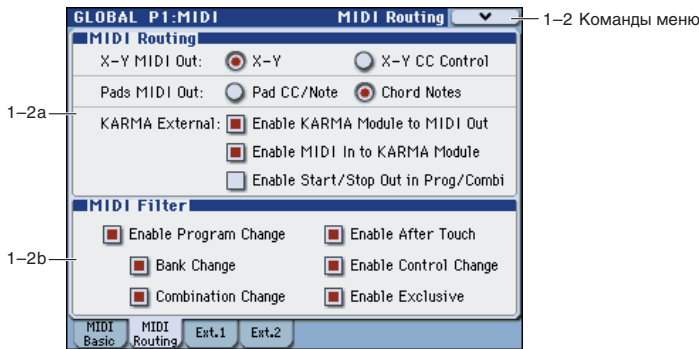 GLOBAL P1:MIDI MIDI Routing
1–2 Команды меню
MIDI Routing
X-Y MIDI Out: X-Y X-Y CC Control
Pads MIDI Out: Pad CC/Note Chord Notes
1–2a
KARMA External: Enable KARMA Module to MIDI Out
Enable MIDI In to KARMA Module
Enable Start/Stop Out in Prog/Combi
MIDI Filter
Enable Program Change Enable After Touch
1–2b
Bank Change Enable Control Change
Combination Change Enable Exclusive
MIDI Basic MIDI Routing Ext.1 Ext.2